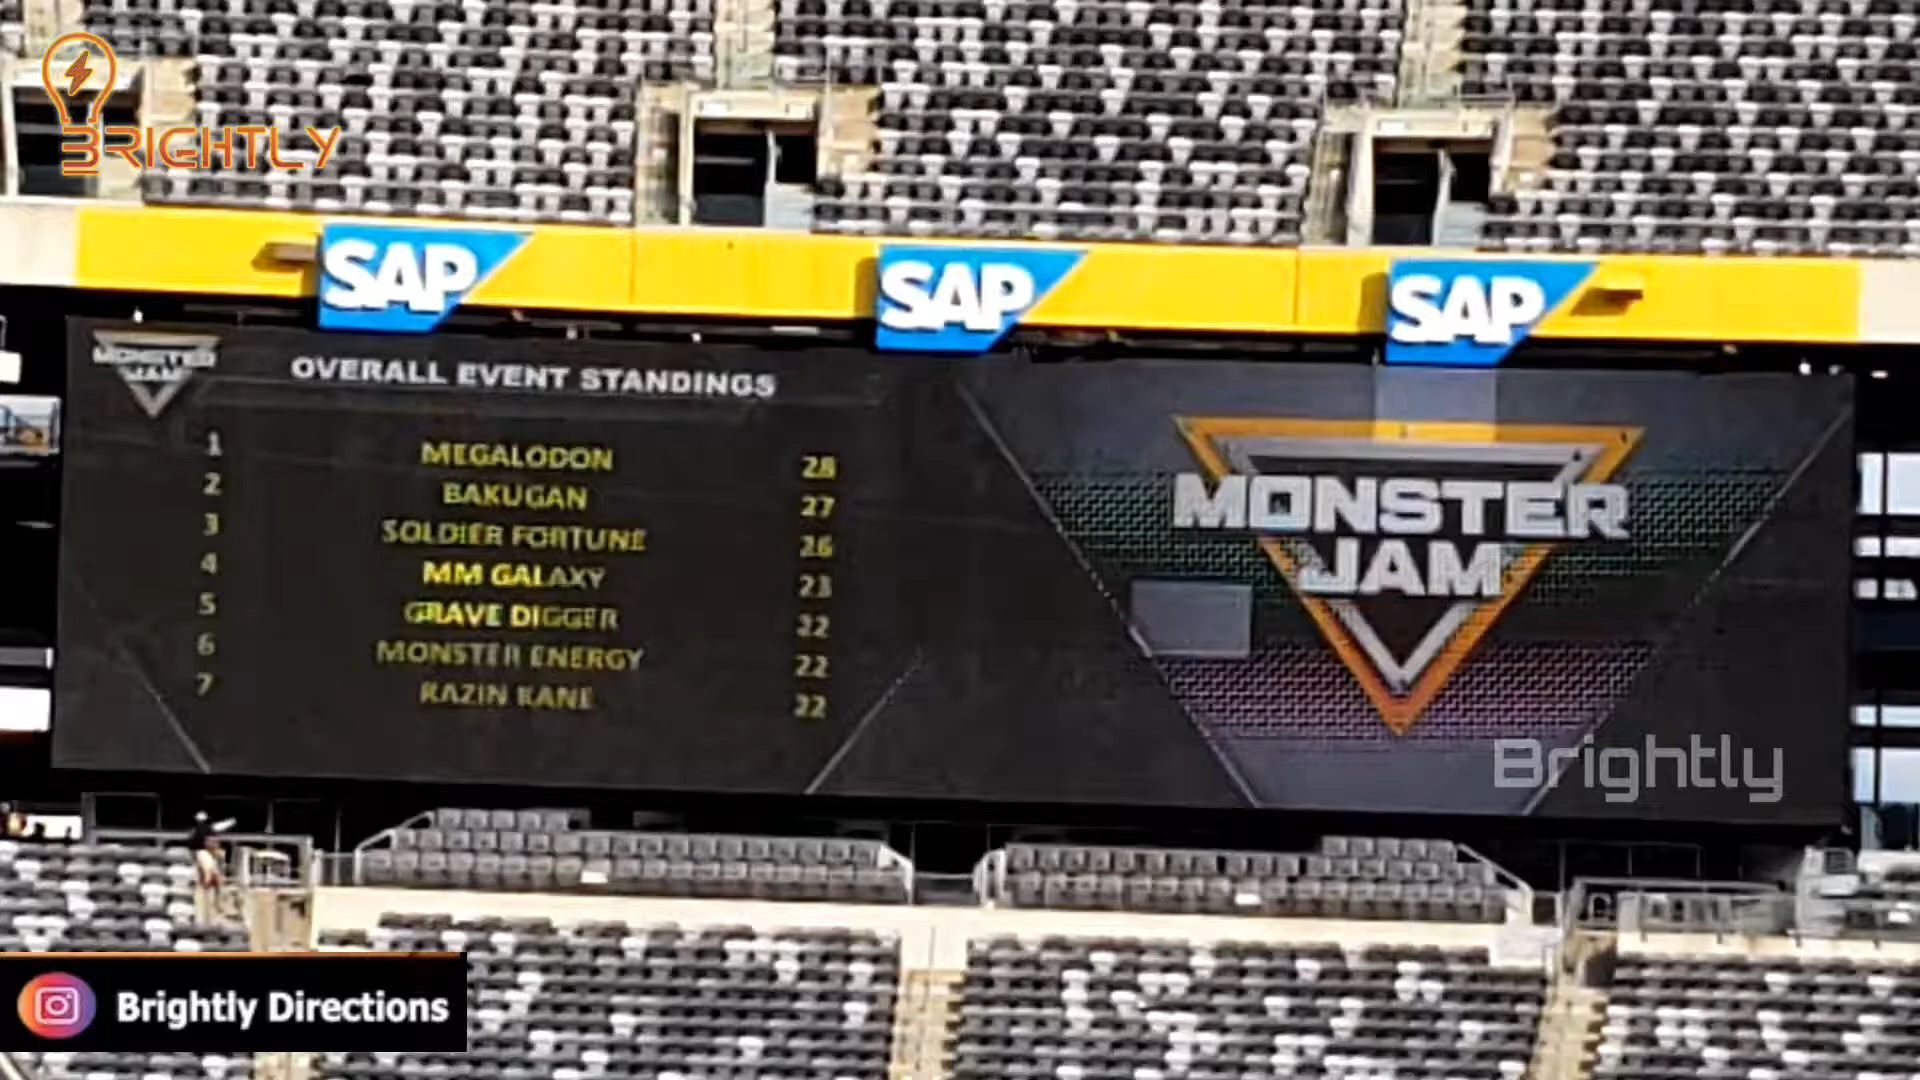 BRIGHTLY
SAP SAP SAP
MONSTER JAM
OVERALL EVENT STANDINGS
1 MEGALODON 28
2 BAKUGAN 27
3 SOLDIER FORTUNE 26
4 MM GALAXY 23
5 GRAVE DIGGER 22
6 MONSTER ENERGY 22
7 RAZIN KANE 22
MONSTER
JAM
Brightly
Brightly Directions